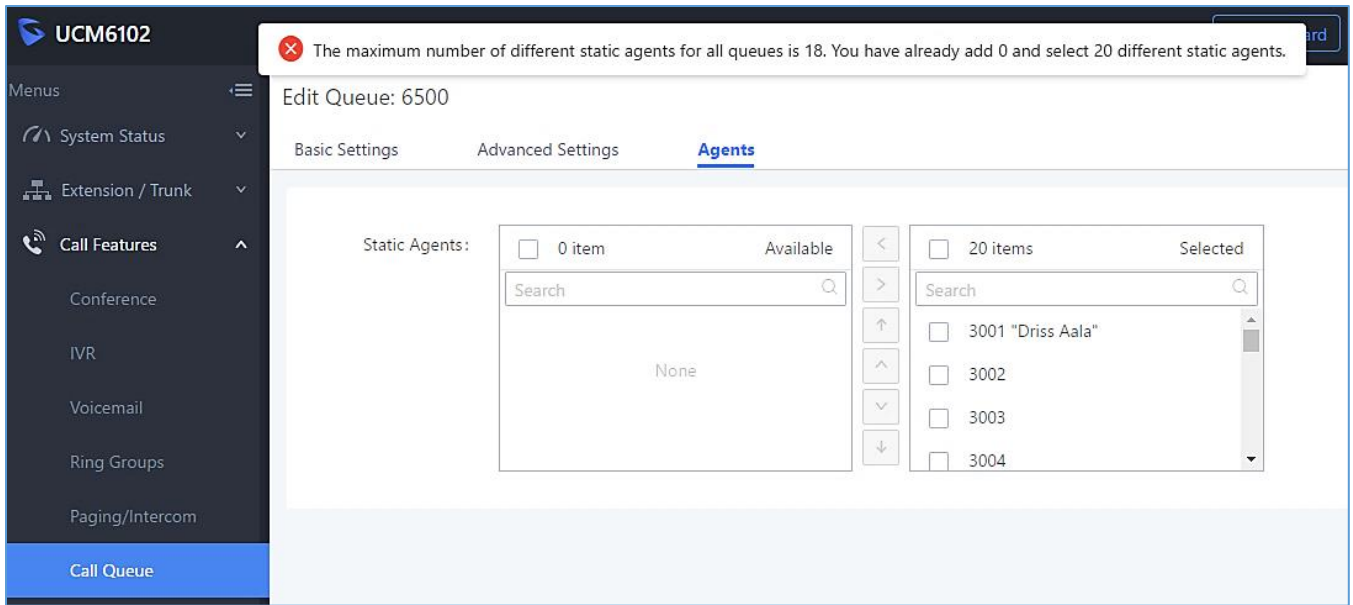 UCM6102
The maximum number of different static agents for all queues is 18. You have already add 0 and select 20 different static agents.
Menus
System Status
Extension / Trunk
Call Features
Conference
IVR
Voicemail
Ring Groups
Paging/Intercom
Call Queue
Edit Queue: 6500
Basic Settings Advanced Settings Agents
Static Agents:
0 item Available
Search
None
20 items Selected
Search
3001 "Driss Aala"
3002
3003
3004